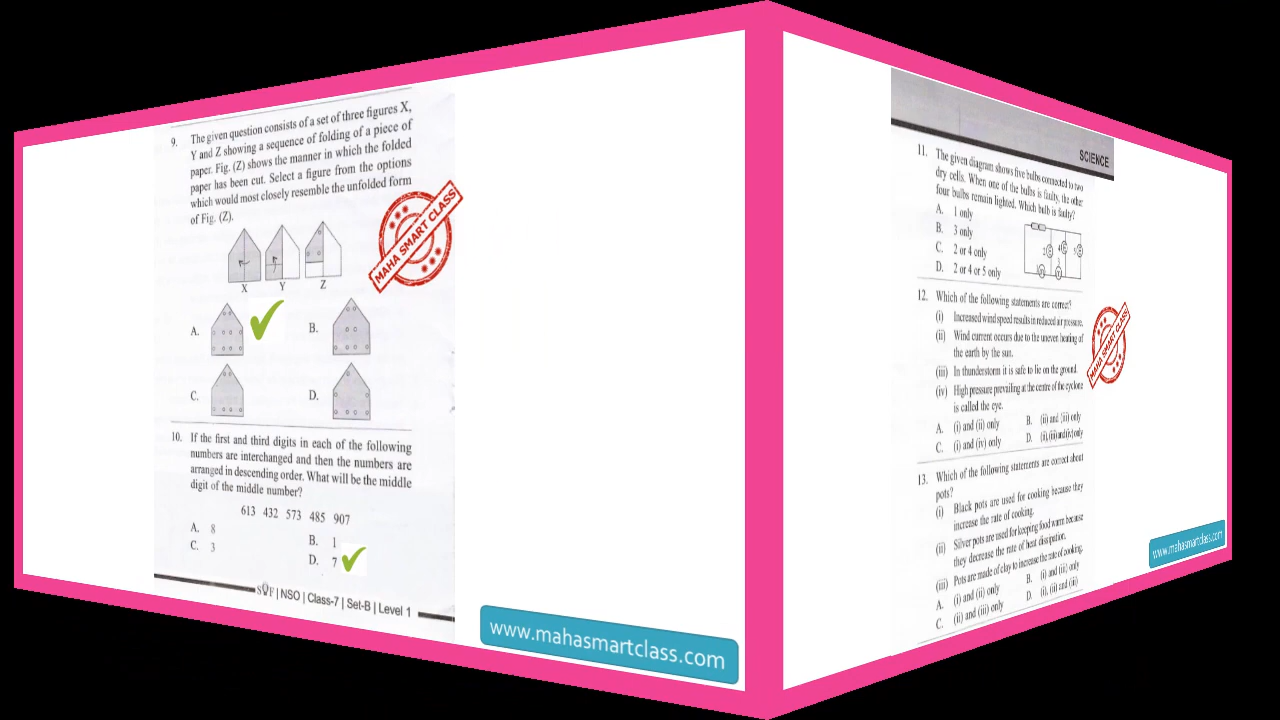 9. The given question consists of a set of three figures X,
Y and Z showing a sequence of folding of a piece of
paper. Fig. (Z) shows the manner in which the folded
paper has been cut. Select a figure from the options
which would most closely resemble the unfolded form
of Fig. (Z).
X Y Z
A. B.
C. D.
MAHA SMART CLASS
10. If the first and third digits in each of the following
numbers are interchanged and then the numbers are
arranged in descending order. What will be the middle
digit of the middle number?
613 432 573 485 907
A. 8 B. 1
C. 3 D. 7
SOF | NSO | Class-7 | Set-B | Level 1
www.mahasmartclass.com
SCIENCE
11. The given diagram shows five bulbs connected to two
dry cells. When one of the bulbs is faulty, the other
four bulbs remain lighted. Which bulb is faulty?
A. 1 only
B. 3 only
C. 2 or 4 only
D. 2 or 4 or 5 only
12. Which of the following statements are correct?
(i) Increased wind speed results in reduced air pressure.
(ii) Wind current occurs due to the uneven heating of
the earth by the sun.
(iii) In thunderstorm it is safe to lie on the ground.
(iv) High pressure prevailing at the centre of the cyclone
is called the eye.
A. (i) and (ii) only B. (ii) and (iii) only
C. (i) and (iv) only D. (ii), (iii) and (iv) only
MAHA SMART CLASS
13. Which of the following statements are correct about
pots?
(i) Black pots are used for cooking because they
increase the rate of cooking.
(ii) Silver pots are used for keeping food warm because
they decrease the rate of heat dissipation.
(iii) Pots are made of clay to increase the rate of cooking.
A. (i) and (ii) only B. (i) and (iii) only
C. (ii) and (iii) only D. (i), (ii) and (iii)
www.mahasmartclass.com